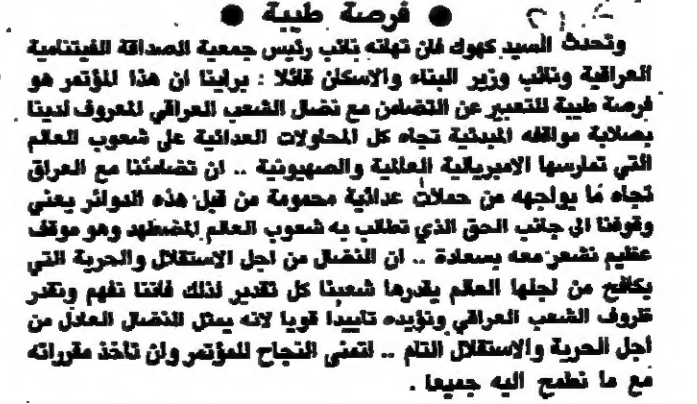 ● فرصة طيبة ●
وتحدث السيد كهوك فان تهانه نائب رئيس جمعية الصداقة الفيتنامية
العراقية ونائب وزير البناء والاسكان قائلا : براينا ان هذا المؤتمر هو
فرصة طيبة للتعبير عن التضامن مع نضال الشعب العراقي المعروف لدينا
بصلابة مواقفه المبدئية تجاه كل المحاولات العدائية على شعوب العالم
التي تمارسها الامبريالية العالمية والصهيونية .. ان تضامننا مع العراق
تجاه ما يواجهه من حملات عدائية محمومة من قبل هذه الدوائر يعني
وقوفنا الى جانب الحق الذي تطالب به شعوب العالم المضطهد وهو موقف
عظيم نشعر معه بسعادة .. ان النضال من اجل الاستقلال والحرية التي
يكافح من اجلها العالم يقدرها شعبنا كل تقدير لذلك فاننا نفهم ونقدر
ظروف الشعب العراقي ونؤيده تاييدا قويا لانه يمثل النضال العادل من
اجل الحرية والاستقلال التام .. اتمنى النجاح للمؤتمر وان تاخذ مقرراته
مع ما نطمح اليه جميعا .